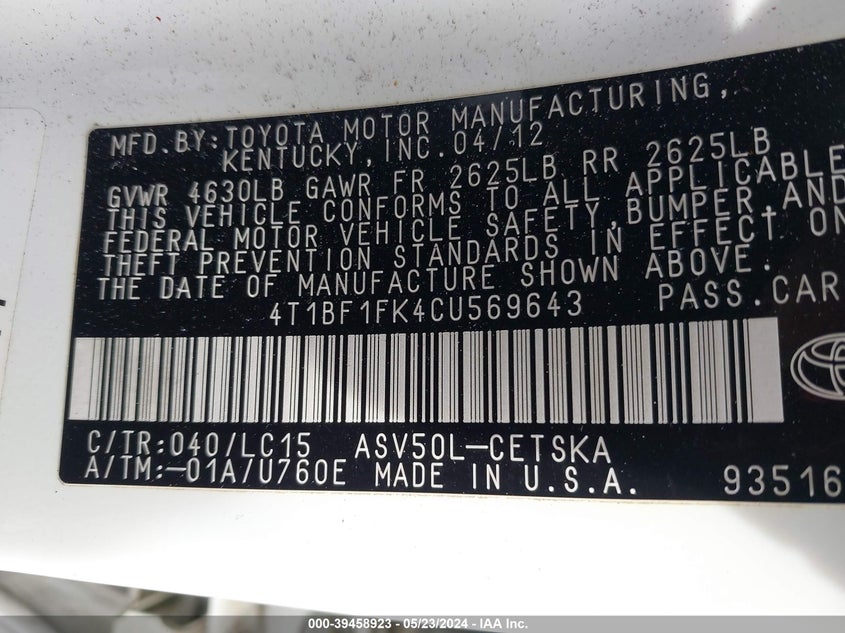 MFD. BY: TOYOTA MOTOR MANUFACTURING,
KENTUCKY, INC. 04/12
GVWR 4630LB GAWR FR 2625LB RR 2625LB
THIS VEHICLE CONFORMS TO ALL APPLICABLE
FEDERAL MOTOR VEHICLE SAFETY, BUMPER, AND
THEFT PREVENTION STANDARDS IN EFFECT ON
THE DATE OF MANUFACTURE SHOWN ABOVE.
4T1BF1FK4CU569643 PASS. CAR
C/TR: 040/LC15 ASV50L-CETSKA
A/TM: -01A/U760E MADE IN U.S.A. 93516
000-39458923 - 05/23/2024 - IAA Inc.